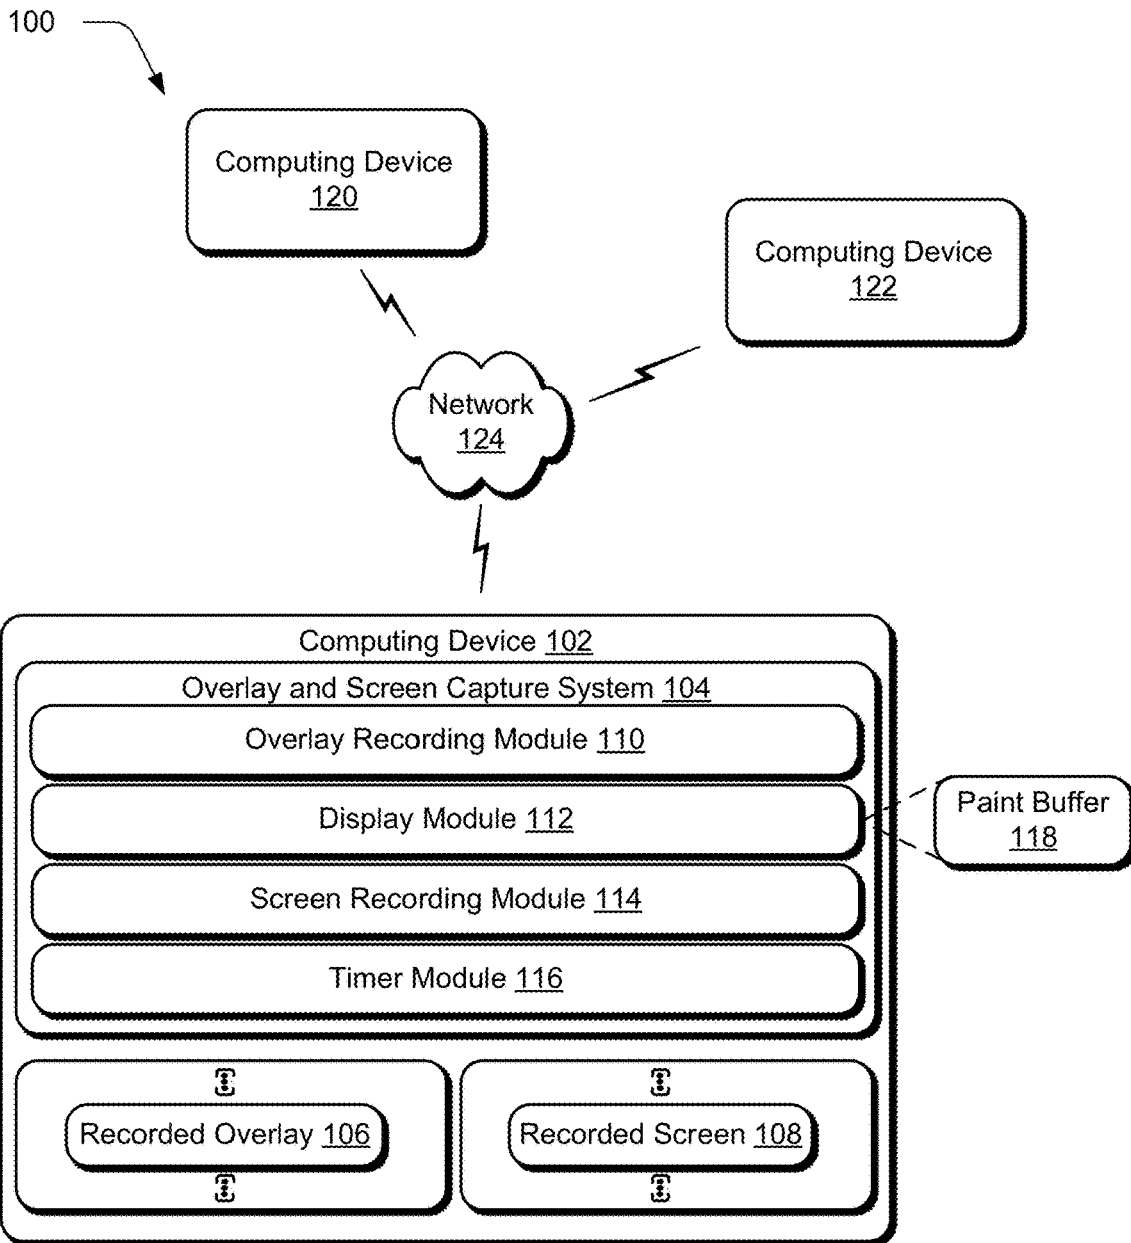 100
Computing Device
120
Computing Device
122
Network
124
Computing Device 102
Overlay and Screen Capture System 104
Overlay Recording Module 110
Display Module 112
Paint Buffer
118
Screen Recording Module 114
Timer Module 116
Recorded Overlay 106
Recorded Screen 108